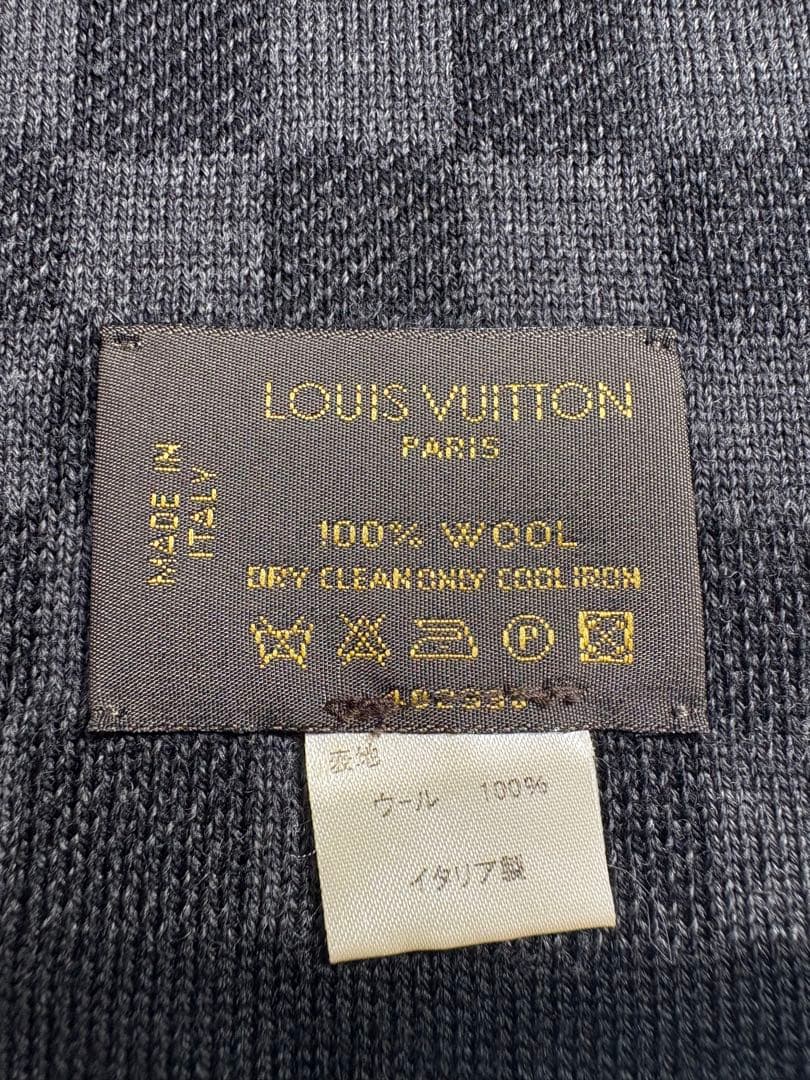 LOUIS VUITTON
PARIS
MADE IN
ITALY
100% WOOL
DRY CLEAN ONLY COOL IRON
P
表地
ウール 100%
イタリア製